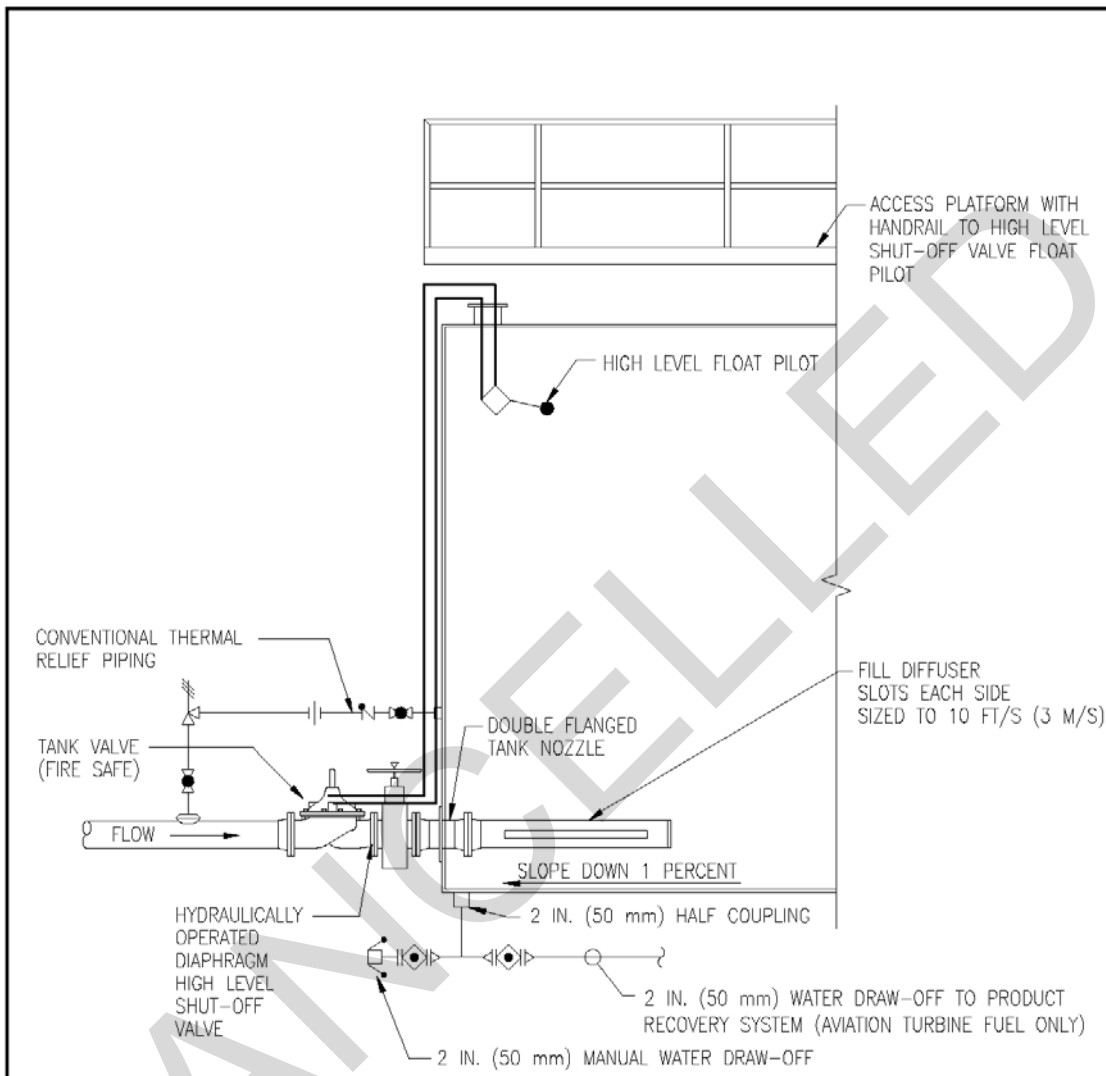 ACCESS PLATFORM WITH
HANDRAIL TO HIGH LEVEL
SHUT-OFF VALVE FLOAT
PILOT
HIGH LEVEL FLOAT PILOT
CONVENTIONAL THERMAL
RELIEF PIPING
FILL DIFFUSER
SLOTS EACH SIDE
SIZED TO 10 FT/S (3 M/S)
DOUBLE FLANGED
TANK NOZZLE
TANK VALVE
(FIRE SAFE)
FLOW
SLOPE DOWN 1 PERCENT
HYDRAULICALLY
OPERATED
DIAPHRAGM
HIGH LEVEL
SHUT-OFF
VALVE
2 IN. (50 mm) HALF COUPLING
2 IN. (50 mm) WATER DRAW-OFF TO PRODUCT
RECOVERY SYSTEM (AVIATION TURBINE FUEL ONLY)
2 IN. (50 mm) MANUAL WATER DRAW-OFF
ANCELLED